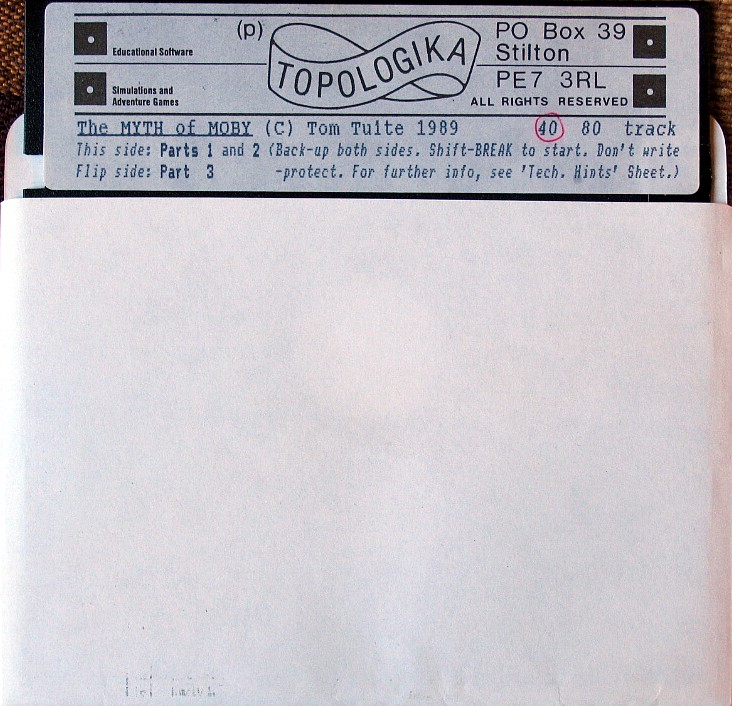 Educational Software
Simulations and
Adventure Games
(p)
TOPOLOGIKA
PO Box 39
Stilton
PE7 3RL
ALL RIGHTS RESERVED
The MYTH of MOBY (C) Tom Tuite 1989 40 80 track
This side: Parts 1 and 2 (Back-up both sides. Shift-BREAK to start. Don't write
Flip side: Part 3 -protect. For further info, see 'Tech. Hints' Sheet.)